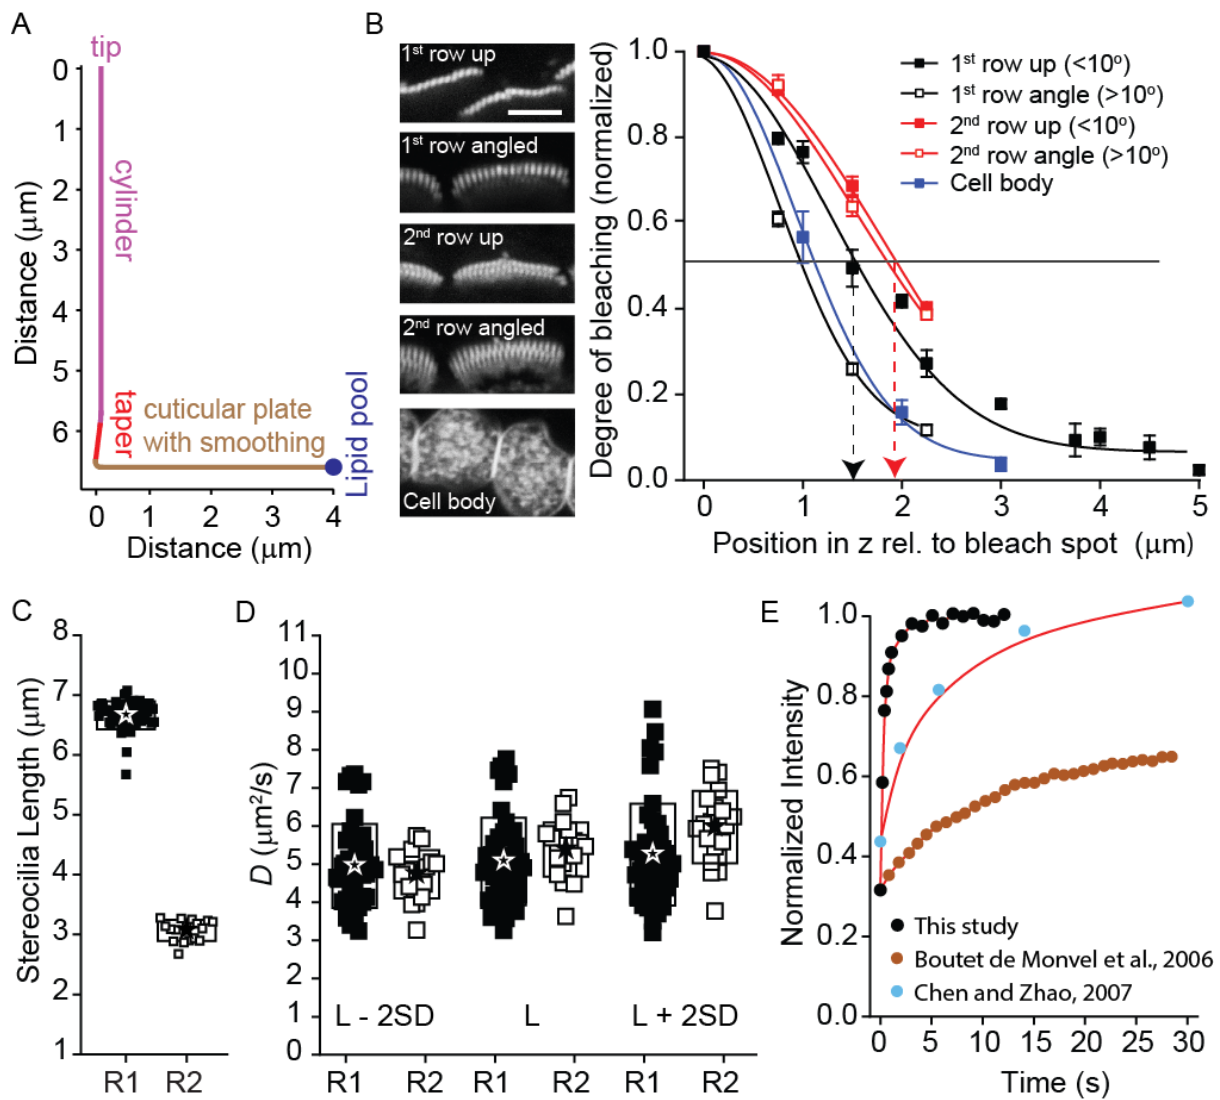 A
tip
0
1
2
3
4
5
6
Distance (μm)
cylinder
taper
cuticular plate
with smoothing
Lipid pool
0 1 2 3 4
Distance (μm)
B
1st row up
1st row angled
2nd row up
2nd row angled
Cell body
Degree of bleaching (normalized)
1.0
0.8
0.6
0.4
0.2
0.0
1st row up (<10o)
1st row angle (>10o)
2nd row up (<10o)
2nd row angle (>10o)
Cell body
0 1 2 3 4 5
Position in z rel. to bleach spot (μm)
C
Stereocilia Length (μm)
8
7
6
5
4
3
2
1
R1 R2
D
D (μm2/s)
11
10
9
8
7
6
5
4
3
2
1
0
L - 2SD L L + 2SD
R1 R2 R1 R2 R1 R2
E
Normalized Intensity
1.0
0.8
0.6
0.4
0.2
0.0
This study
Boutet de Monvel et al., 2006
Chen and Zhao, 2007
0 5 10 15 20 25 30
Time (s)